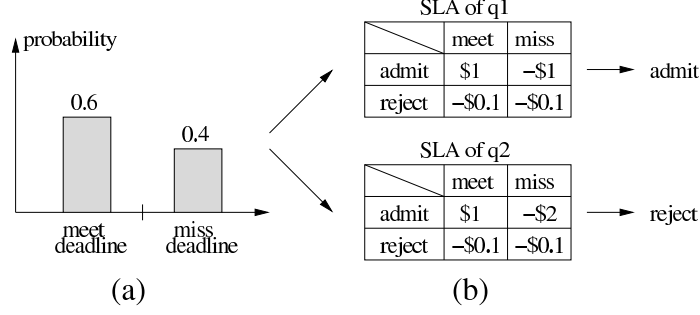 probability
0.6
0.4
meet
deadline
miss
deadline
(a)
SLA of q1
meet miss
admit $1 −$1
reject −$0.1 −$0.1
admit
SLA of q2
meet miss
admit $1 −$2
reject −$0.1 −$0.1
reject
(b)